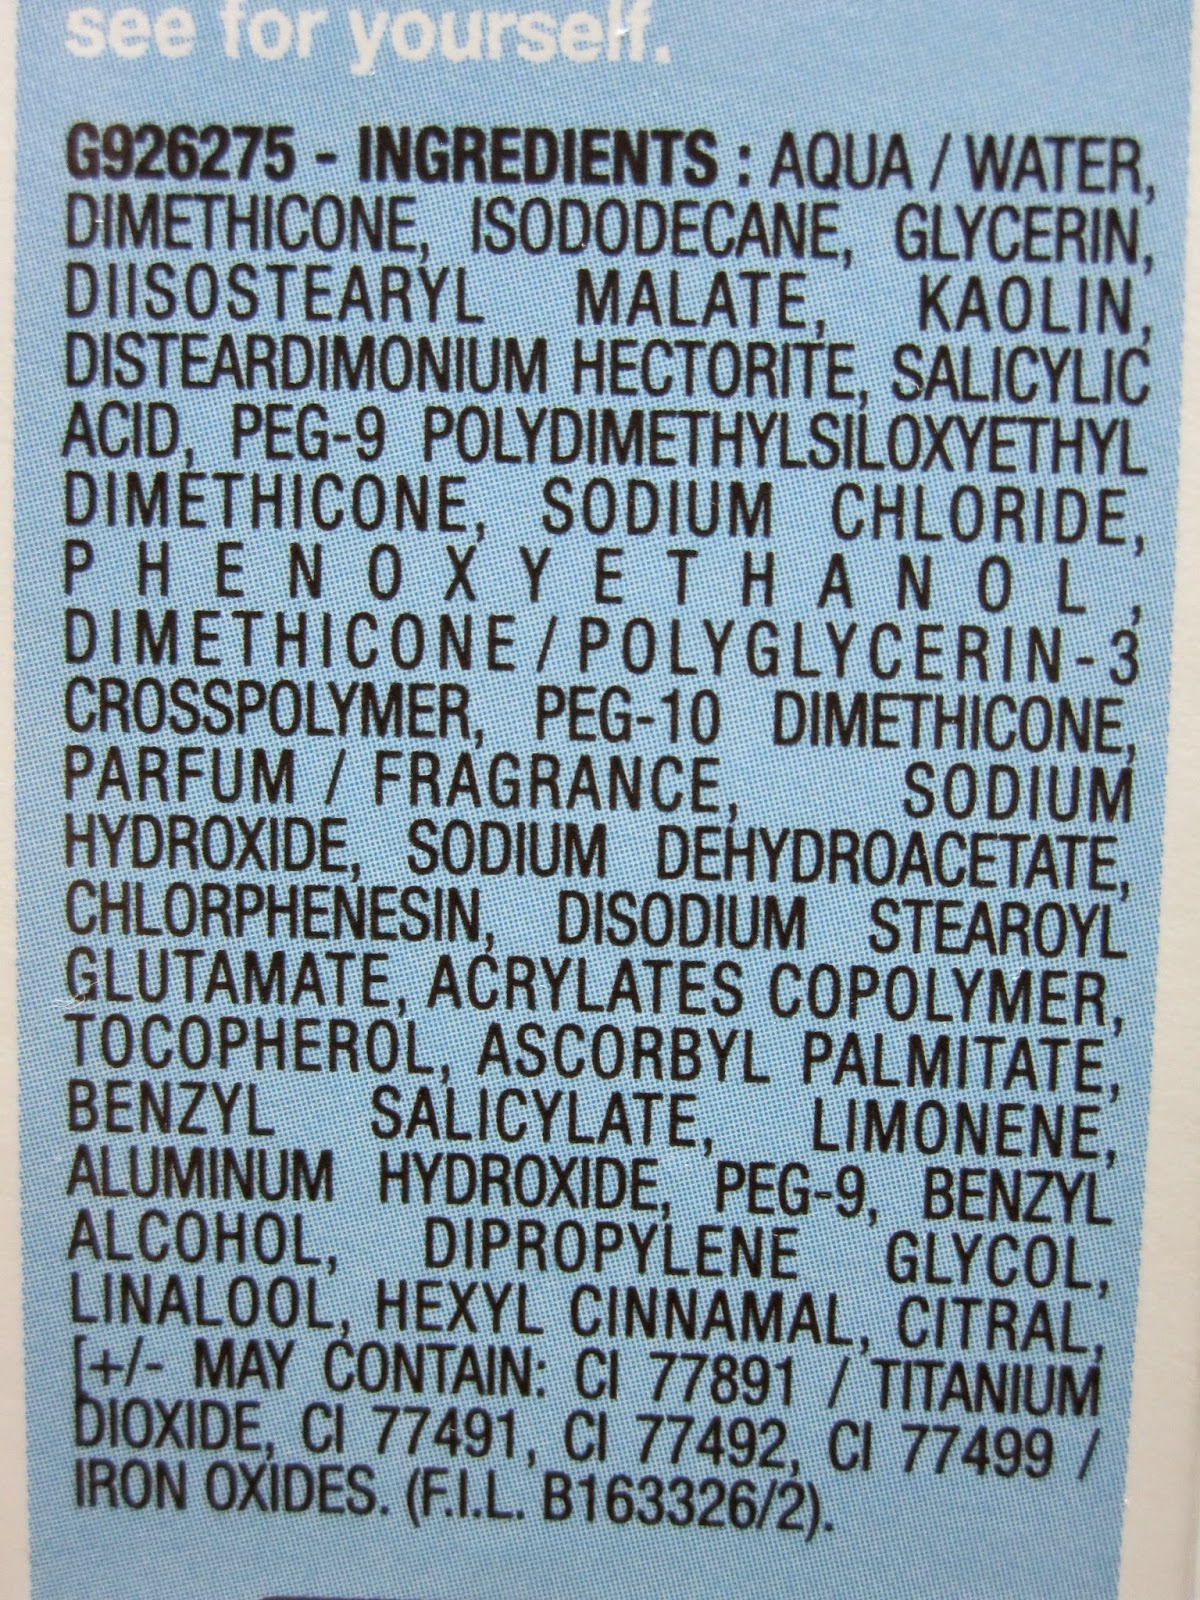 see for yourself.
G926275 - INGREDIENTS : AQUA / WATER,
DIMETHICONE, ISODODECANE, GLYCERIN,
DIISOSTEARYL MALATE, KAOLIN,
DISTEARDIMONIUM HECTORITE, SALICYLIC
ACID, PEG-9 POLYDIMETHYLSILOXYETHYL
DIMETHICONE, SODIUM CHLORIDE,
PHENOXYETHANOL,
DIMETHICONE/POLYGLYCERIN-3
CROSSPOLYMER, PEG-10 DIMETHICONE,
PARFUM / FRAGRANCE, SODIUM
HYDROXIDE, SODIUM DEHYDROACETATE,
CHLORPHENESIN, DISODIUM STEAROYL
GLUTAMATE, ACRYLATES COPOLYMER,
TOCOPHEROL, ASCORBYL PALMITATE,
BENZYL SALICYLATE, LIMONENE,
ALUMINUM HYDROXIDE, PEG-9, BENZYL
ALCOHOL, DIPROPYLENE GLYCOL,
LINALOOL, HEXYL CINNAMAL, CITRAL,
[+/- MAY CONTAIN: CI 77891 / TITANIUM
DIOXIDE, CI 77491, CI 77492, CI 77499 /
IRON OXIDES. (F.I.L. B163326/2).